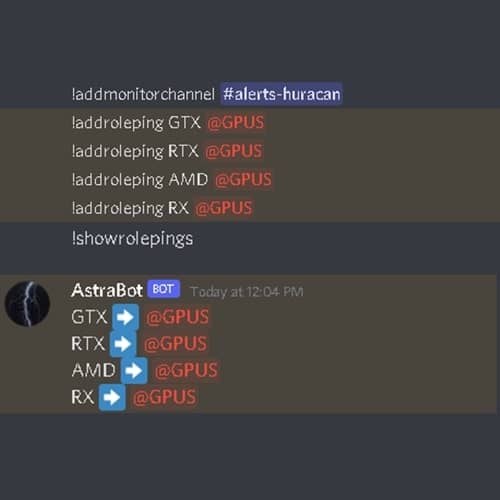 !addmonitorchannel #alerts-huracan
!addroleping GTX @GPUS
!addroleping RTX @GPUS
!addroleping AMD @GPUS
!addroleping RX @GPUS
!showrolepings
AstraBot BOT Today at 12:04 PM
GTX ➡️ @GPUS
RTX ➡️ @GPUS
AMD ➡️ @GPUS
RX ➡️ @GPUS